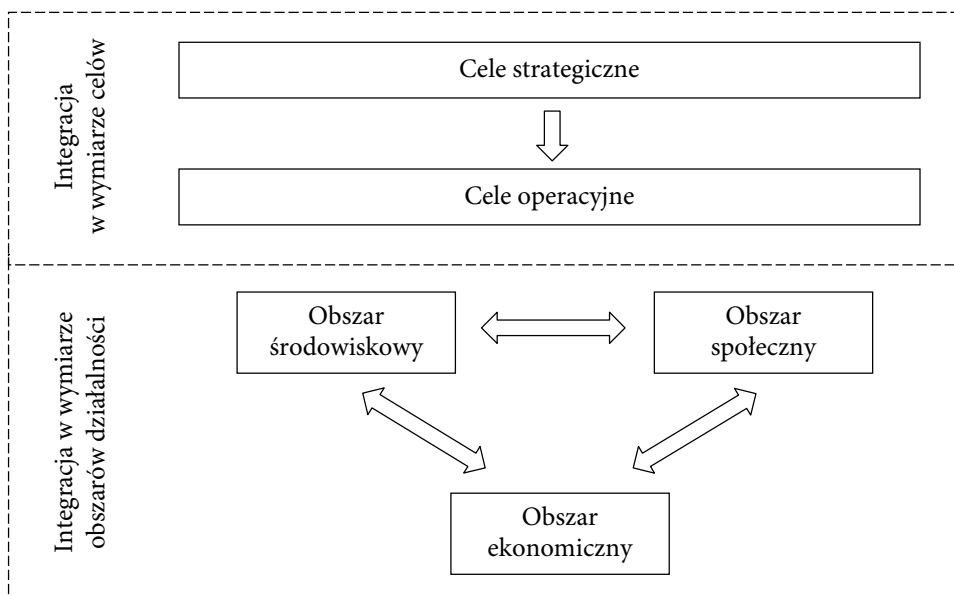 Integracja
w wymiarze celów
Cele strategiczne
Cele operacyjne
Integracja w wymiarze
obszarów działalności
Obszar
środowiskowy
Obszar
społeczny
Obszar
ekonomiczny